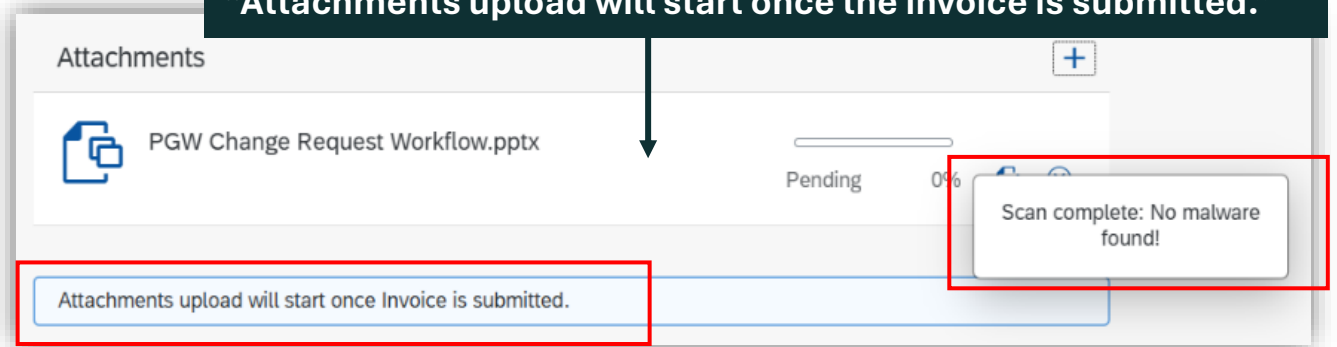 "Attachments upload will start once the Invoice is submitted."
Attachments
+
PGW Change Request Workflow.pptx
Pending 0%
Scan complete: No malware
found!
Attachments upload will start once Invoice is submitted.